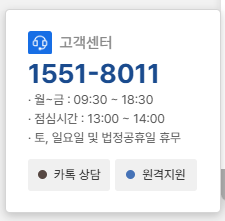 고객센터
1551-8011
· 월~금 : 09:30 ~ 18:30
· 점심시간 : 13:00 ~ 14:00
· 토, 일요일 및 법정공휴일 휴무
카톡 상담
원격지원